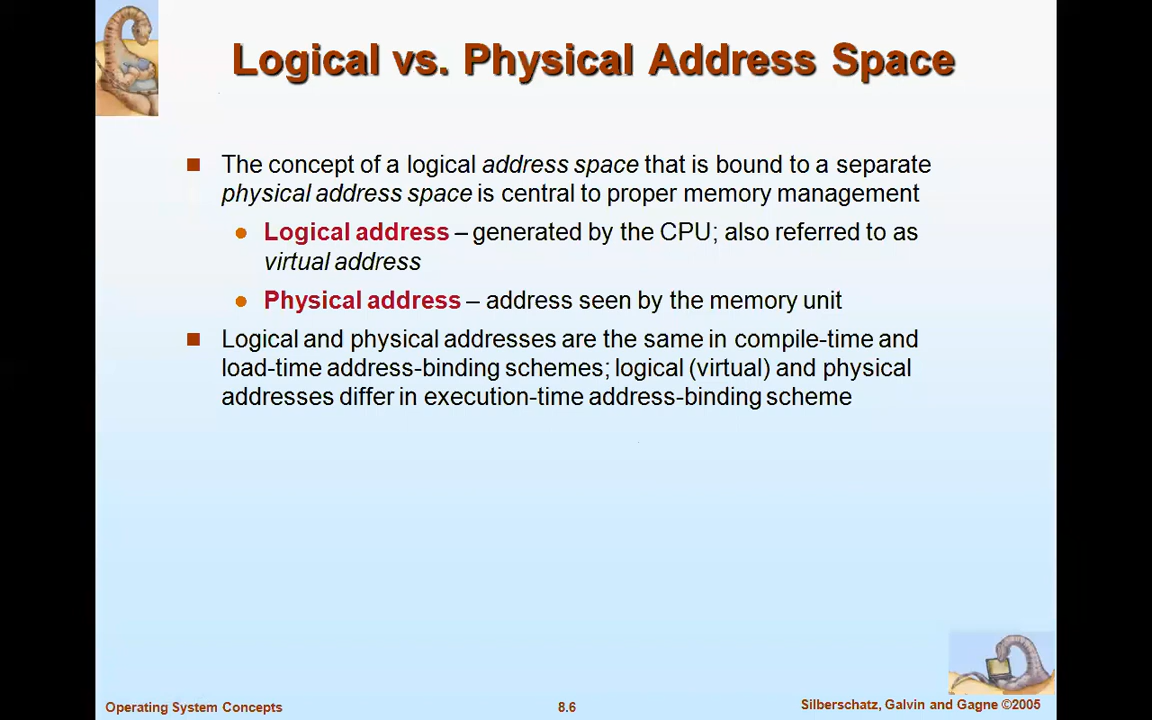 Logical vs. Physical Address Space
The concept of a logical address space that is bound to a separate
physical address space is central to proper memory management
Logical address – generated by the CPU; also referred to as
virtual address
Physical address – address seen by the memory unit
Logical and physical addresses are the same in compile-time and
load-time address-binding schemes; logical (virtual) and physical
addresses differ in execution-time address-binding scheme
Operating System Concepts
8.6
Silberschatz, Galvin and Gagne ©2005